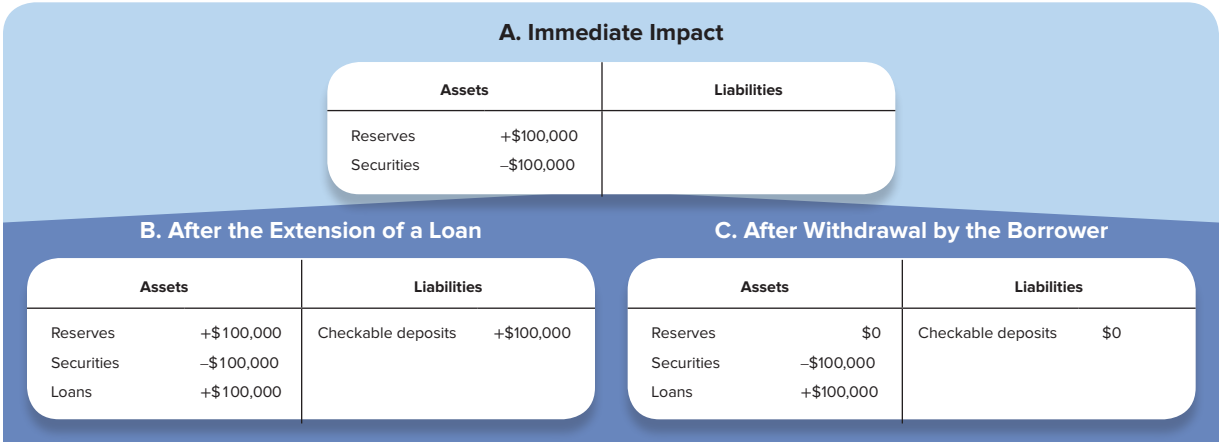 A. Immediate Impact
Assets Liabilities
Reserves +$100,000
Securities –$100,000
B. After the Extension of a Loan
Assets Liabilities
Reserves +$100,000 Checkable deposits +$100,000
Securities –$100,000
Loans +$100,000
C. After Withdrawal by the Borrower
Assets Liabilities
Reserves $0 Checkable deposits $0
Securities –$100,000
Loans +$100,000